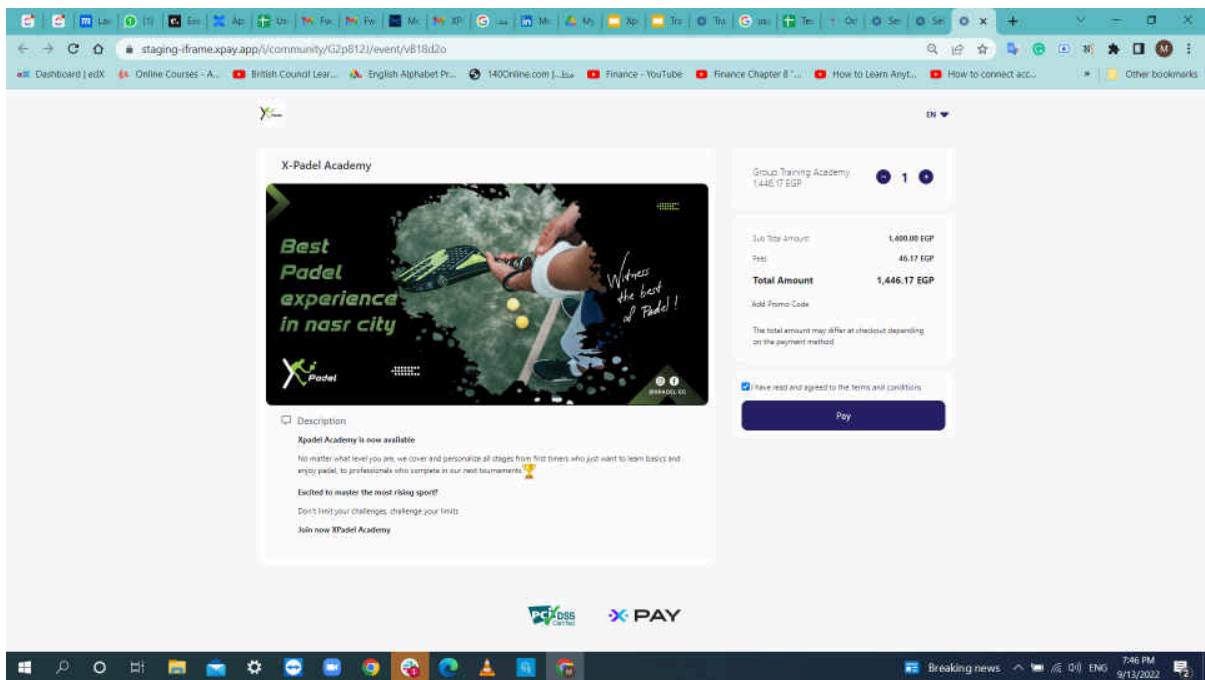 staging-iframe.xpay.app/i/community/G2p812J/event/vB18d2o
Dashboard | edX
Online Courses - A...
British Council Lear...
English Alphabet Pr...
Finance - YouTube
Finance Chapter 8
How to Learn Anyt...
How to connect acc...
Other bookmarks
EN
X-Padel Academy
Best
Padel
experience
in nasr city
Witness
the best
of Padel !
Padel
Group Training Academy
1,446.17 EGP
1
Sub Total Amount
1,400.00 EGP
Fees
46.17 EGP
Total Amount
1,446.17 EGP
Add Promo Code
The total amount may differ at checkout depending
on the payment method
I have read and agreed to the terms and conditions
Pay
Description
Xpadel Academy is now available
No matter what level you are, we cover and personalize all stages from first timers who just want to learn basics and
enjoy padel, to professionals who compete in our next tournaments
Excited to master the most rising sport?
Don't limit your challenges, challenge your limits
Join now XPadel Academy
PCI DSS
Certified
X PAY
Breaking news
ENG
7:46 PM
9/13/2022